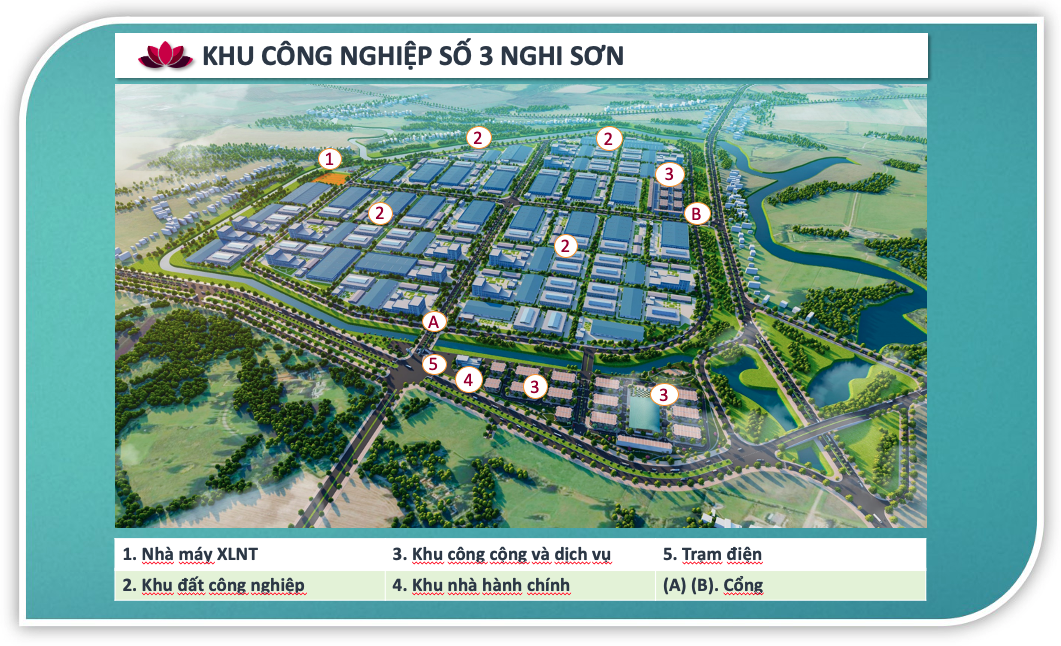 KHU CÔNG NGHIỆP SỐ 3 NGHI SƠN
2
2
1
3
2
B
2
A
5
4
3
3
1. Nhà máy XLNT
3. Khu công cộng và dịch vụ
5. Trạm điện
2. Khu đất công nghiệp
4. Khu nhà hành chính
(A) (B). Cổng